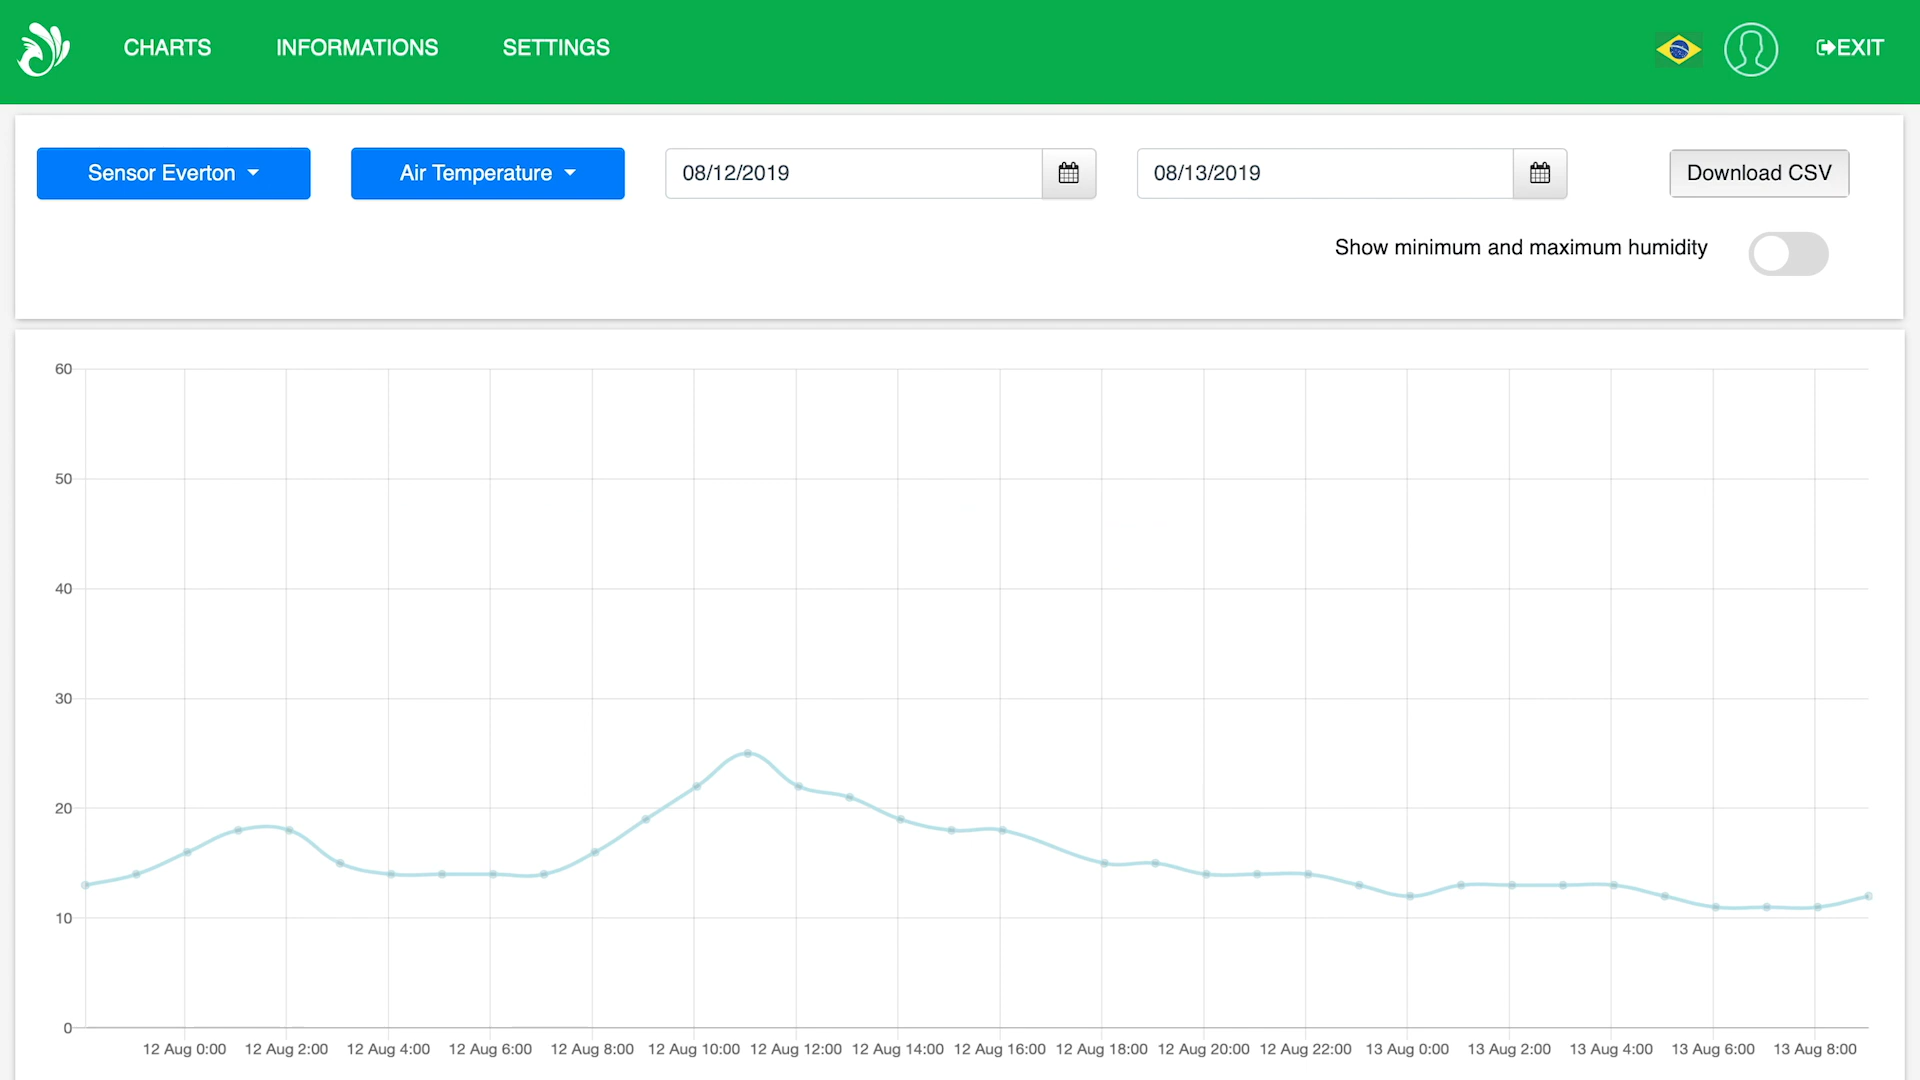 CHARTS INFORMATIONS SETTINGS EXIT
Sensor Everton Air Temperature 08/12/2019 08/13/2019 Download CSV
Show minimum and maximum humidity
60
50
40
30
20
10
0
12 Aug 0:00 12 Aug 2:00 12 Aug 4:00 12 Aug 6:00 12 Aug 8:00 12 Aug 10:00 12 Aug 12:00 12 Aug 14:00 12 Aug 16:00 12 Aug 18:00 12 Aug 20:00 12 Aug 22:00 13 Aug 0:00 13 Aug 2:00 13 Aug 4:00 13 Aug 6:00 13 Aug 8:00